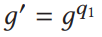 g′ = g^{q_1}